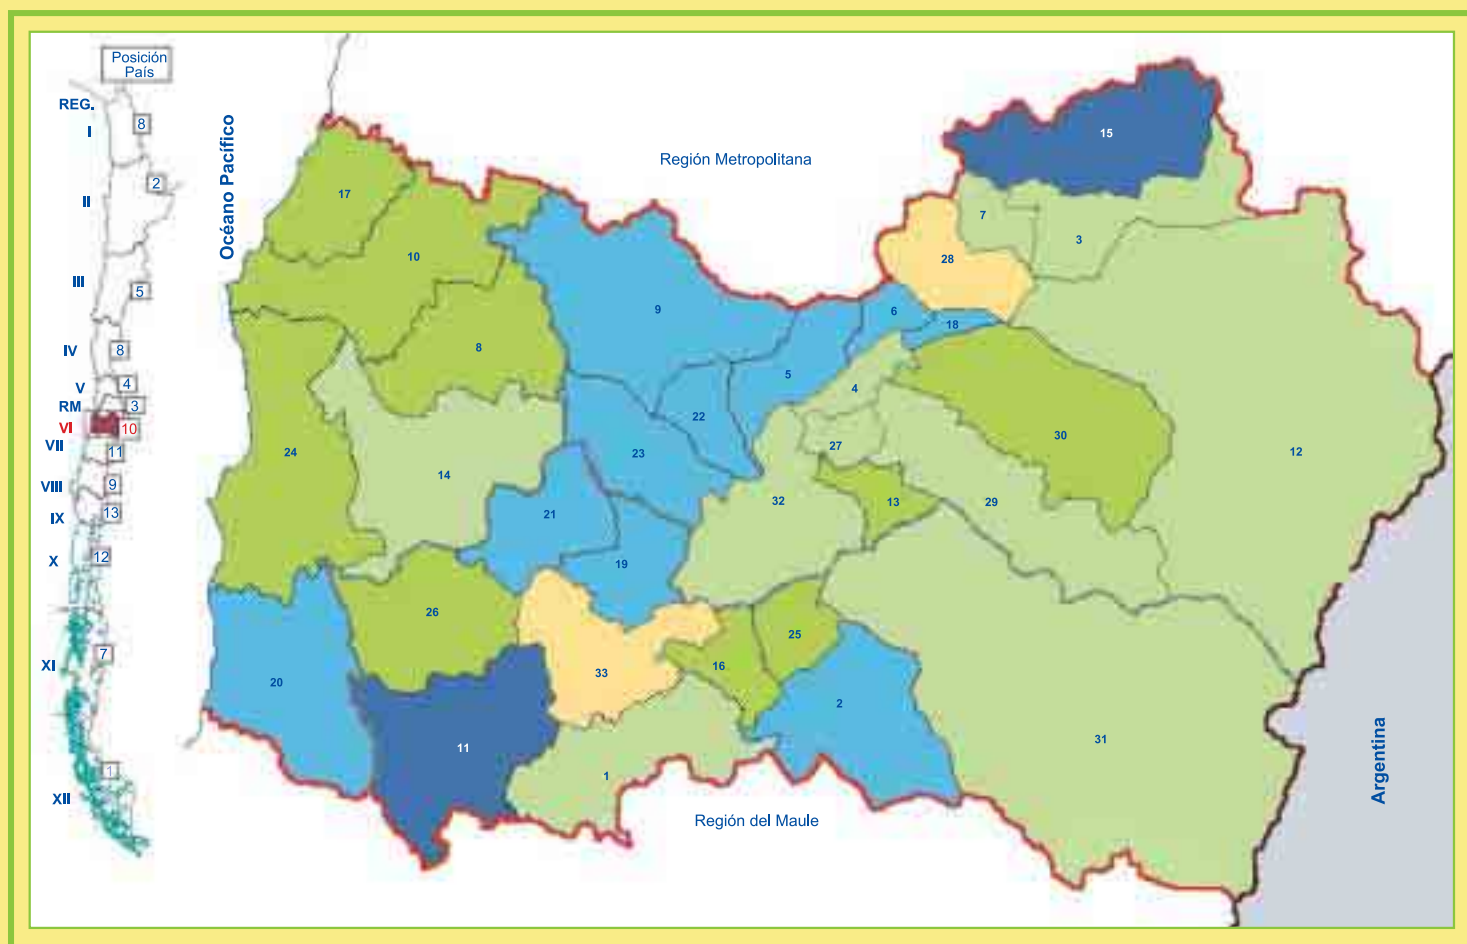 Posición
País
REG.
I
8
II
2
III
5
IV
8
V
4
RM
3
VI
10
VII
11
VIII
9
IX
13
X
12
XI
7
XII
1
Océano Pacífico
Región Metropolitana
15
17
7
3
10
28
9
6
18
8
5
4
22
30
24
27
23
12
14
32
13
29
21
19
26
25
16
33
20
2
11
31
1
Región del Maule
Argentina